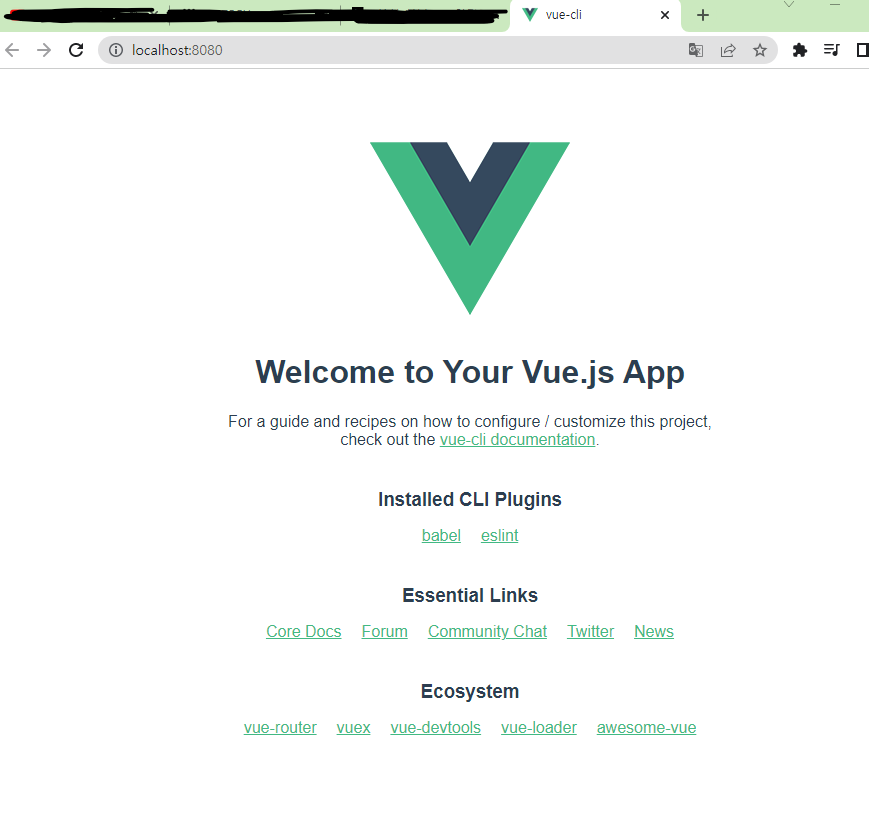 vue-cli
localhost:8080
Welcome to Your Vue.js App
For a guide and recipes on how to configure / customize this project,
check out the vue-cli documentation.
Installed CLI Plugins
babel eslint
Essential Links
Core Docs Forum Community Chat Twitter News
Ecosystem
vue-router vuex vue-devtools vue-loader awesome-vue